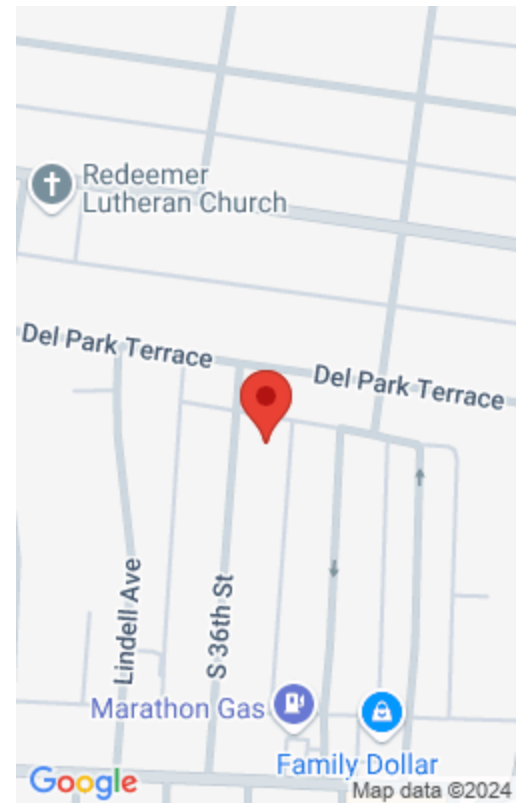 Redeemer
Lutheran Church
Del Park Terrace
Del Park Terrace
Lindell Ave
S 36th St
Marathon Gas
Family Dollar
Google
Map data ©2024